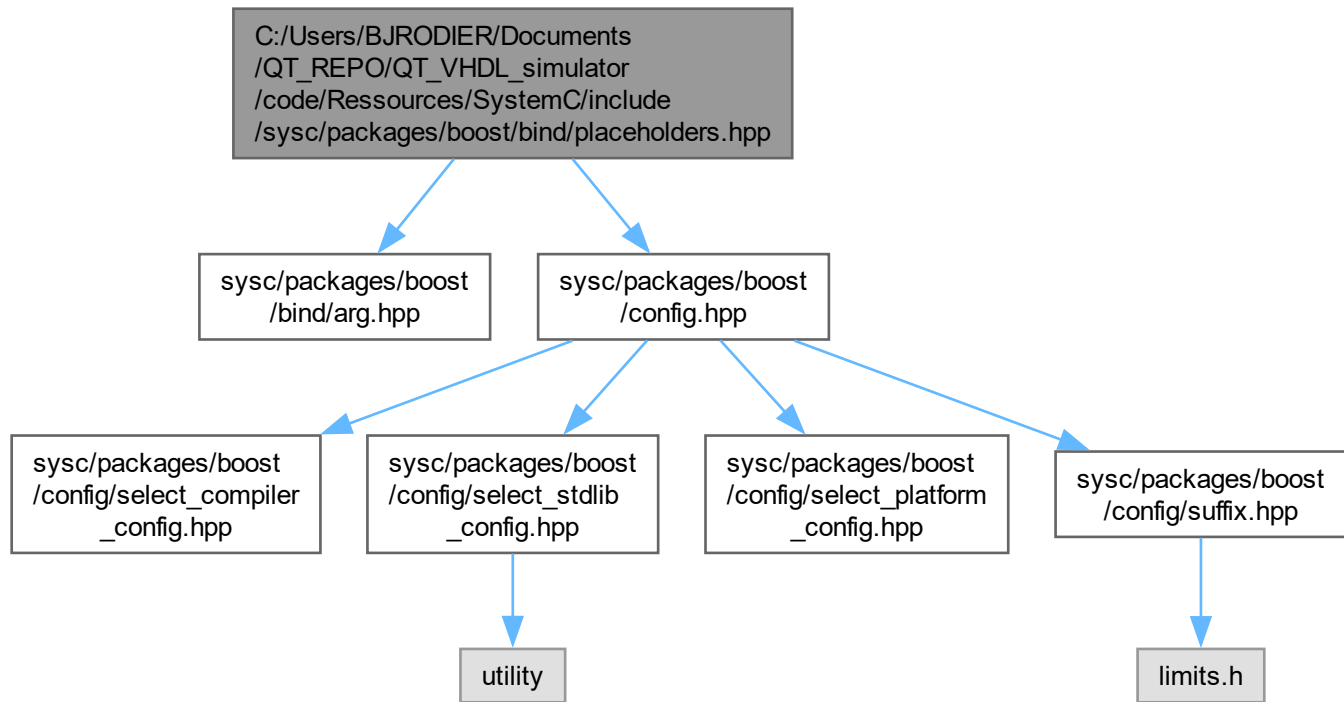 C:/Users/BJRODIER/Documents
/QT_REPO/QT_VHDL_simulator
/code/Ressources/SystemC/include
/sysc/packages/boost/bind/placeholders.hpp
sysc/packages/boost
/bind/arg.hpp
sysc/packages/boost
/config.hpp
sysc/packages/boost
/config/select_compiler
_config.hpp
sysc/packages/boost
/config/select_stdlib
_config.hpp
sysc/packages/boost
/config/select_platform
_config.hpp
sysc/packages/boost
/config/suffix.hpp
utility
limits.h